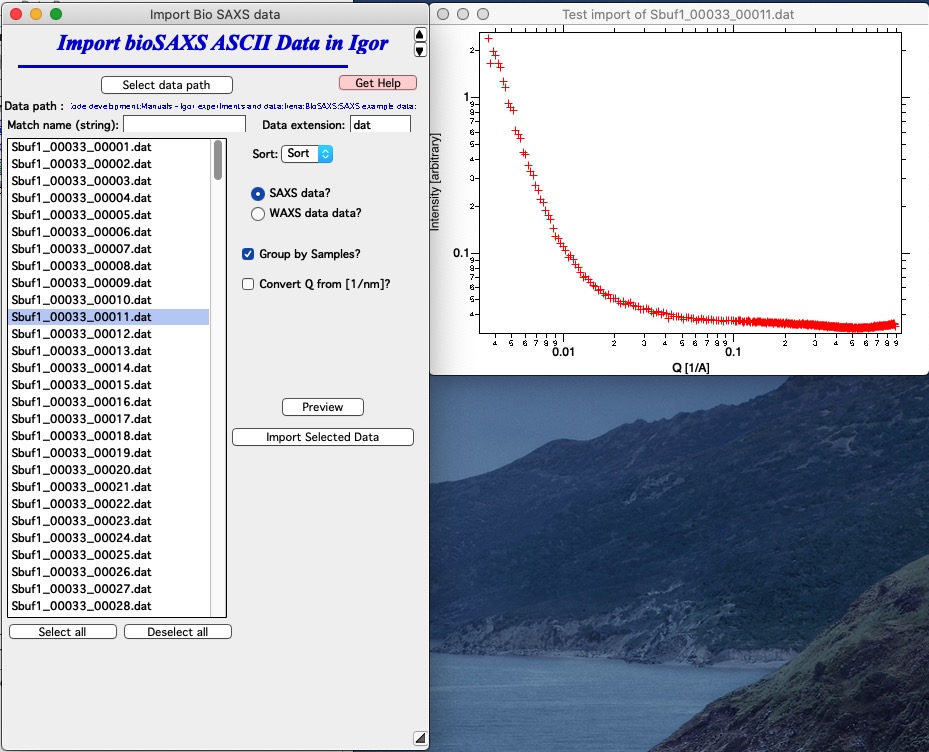 Import Bio SAXS data
Import bioSAXS ASCII Data in Igor
Select data path
Get Help
Data path : :ode development:Manuals - Igor experiments and data:Irena:BioSAXS:SAXS example data:
Match name (string):
Data extension: dat
Sbuf1_00033_00001.dat
Sbuf1_00033_00002.dat
Sbuf1_00033_00003.dat
Sbuf1_00033_00004.dat
Sbuf1_00033_00005.dat
Sbuf1_00033_00006.dat
Sbuf1_00033_00007.dat
Sbuf1_00033_00008.dat
Sbuf1_00033_00009.dat
Sbuf1_00033_00010.dat
Sbuf1_00033_00011.dat
Sbuf1_00033_00012.dat
Sbuf1_00033_00013.dat
Sbuf1_00033_00014.dat
Sbuf1_00033_00015.dat
Sbuf1_00033_00016.dat
Sbuf1_00033_00017.dat
Sbuf1_00033_00018.dat
Sbuf1_00033_00019.dat
Sbuf1_00033_00020.dat
Sbuf1_00033_00021.dat
Sbuf1_00033_00022.dat
Sbuf1_00033_00023.dat
Sbuf1_00033_00024.dat
Sbuf1_00033_00025.dat
Sbuf1_00033_00026.dat
Sbuf1_00033_00027.dat
Sbuf1_00033_00028.dat
Sort: Sort
SAXS data?
WAXS data data?
Group by Samples?
Convert Q from [1/nm]?
Preview
Import Selected Data
Select all
Deselect all
Test import of Sbuf1_00033_00011.dat
Intensity [arbitrary]
2
1
9
8
7
6
5
4
3
2
0.1
9
8
7
6
5
4
4 5 6 7 8 9 0.01 2 3 4 5 6 7 8 9 0.1 2 3 4 5 6 7 8 9
Q [1/A]